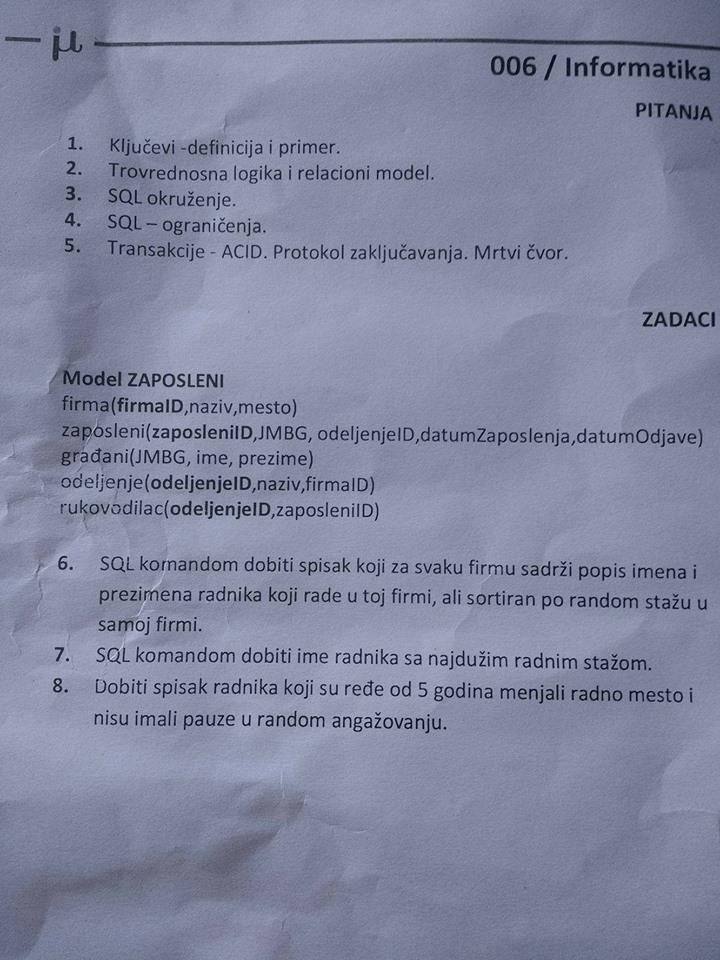 µ
006 / Informatika
PITANJA
1. Ključevi -definicija i primer.
2. Trovrednosna logika i relacioni model.
3. SQL okruženje.
4. SQL – ograničenja.
5. Transakcije - ACID. Protokol zaključavanja. Mrtvi čvor.
ZADACI
Model ZAPOSLENI
firma(firmaID,naziv,mesto)
zaposleni(zaposleniID,JMBG, odeljenjeID,datumZaposlenja,datumOdjave)
građani(JMBG, ime, prezime)
odeljenje(odeljenjeID,naziv,firmaID)
rukovodilac(odeljenjeID,zaposleniID)
6. SQL komandom dobiti spisak koji za svaku firmu sadrži popis imena i
prezimena radnika koji rade u toj firmi, ali sortiran po random stažu u
samoj firmi.
7. SQL komandom dobiti ime radnika sa najdužim radnim stažom.
8. Dobiti spisak radnika koji su ređe od 5 godina menjali radno mesto i
nisu imali pauze u random angažovanju.